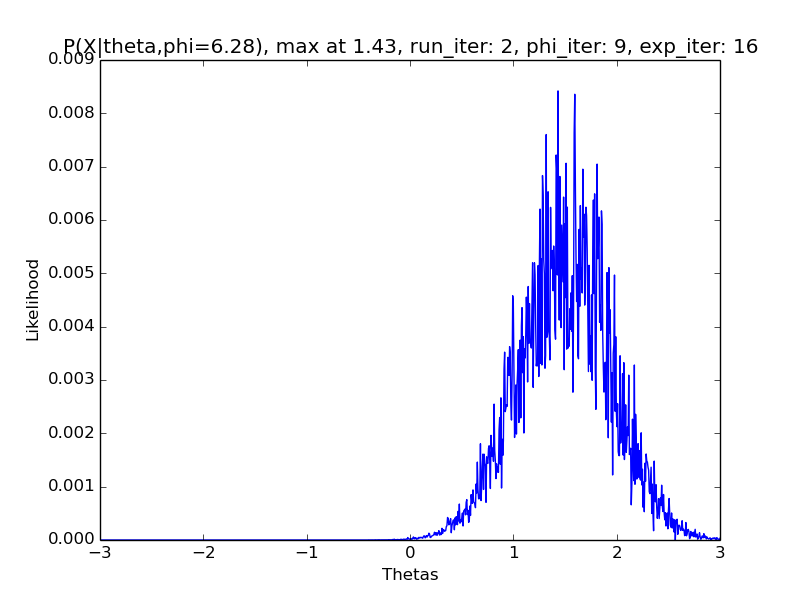 P(X|theta,phi=6.28), max at 1.43, run_iter: 2, phi_iter: 9, exp_iter: 16
0.009
0.008
0.007
0.006
0.005
0.004
0.003
0.002
0.001
0.000
Likelihood
−3 −2 −1 0 1 2 3
Thetas